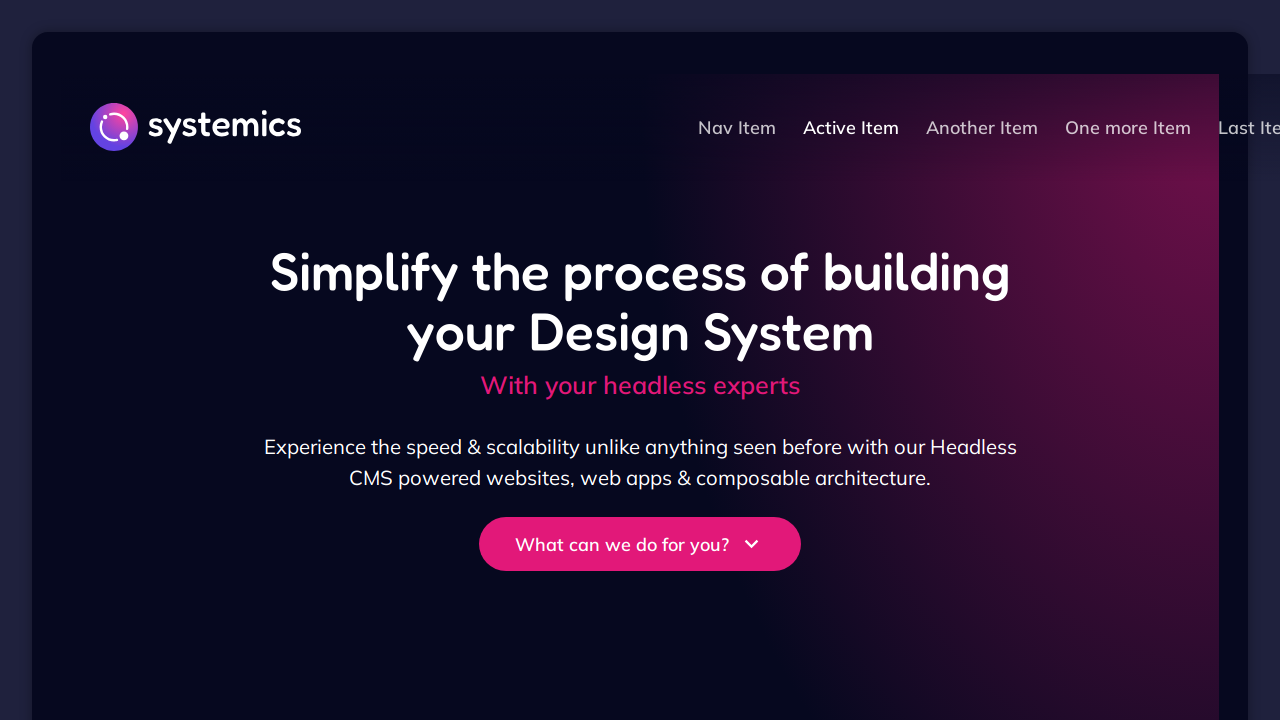 systemics
Nav Item Active Item Another Item One more Item Last Ite
Simplify the process of building
your Design System
With your headless experts
Experience the speed & scalability unlike anything seen before with our Headless
CMS powered websites, web apps & composable architecture.
What can we do for you?